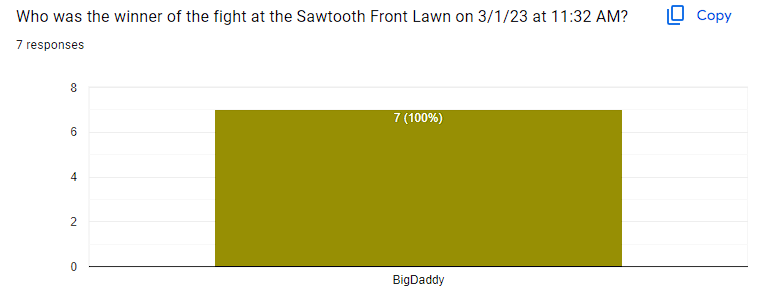 Who was the winner of the fight at the Sawtooth Front Lawn on 3/1/23 at 11:32 AM?
Copy
7 responses
8
7 (100%)
6
4
2
0
BigDaddy